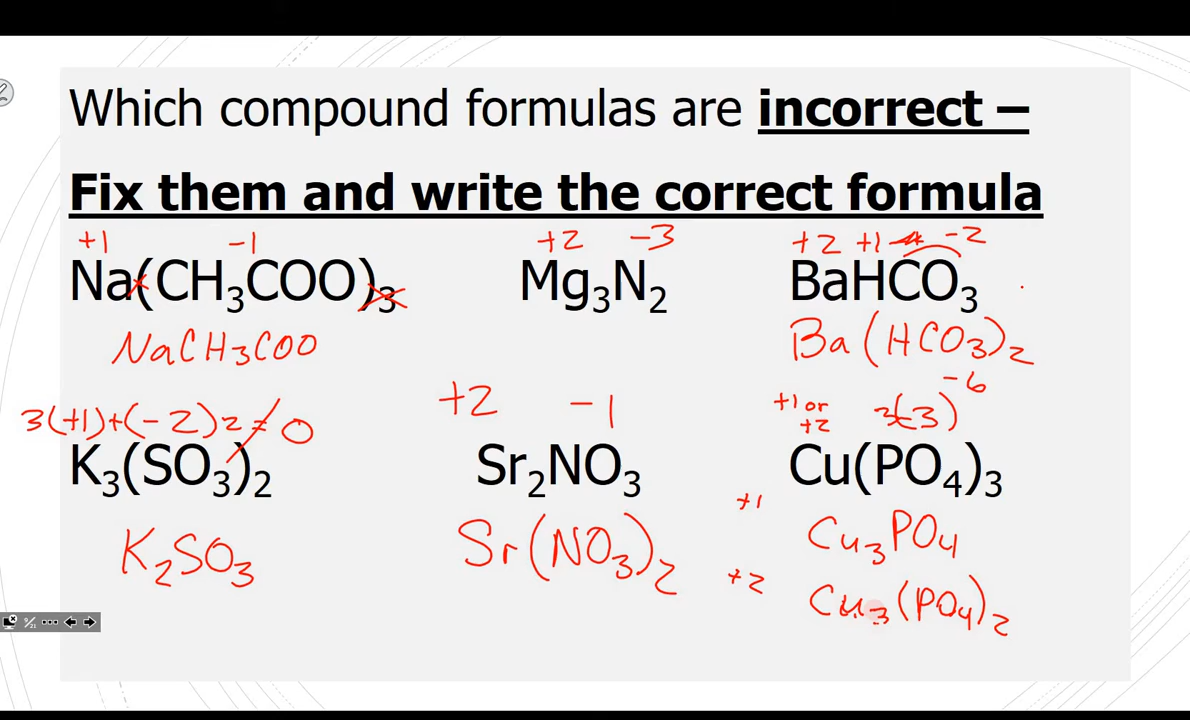 Which compound formulas are incorrect –
Fix them and write the correct formula
+1 -1 +2 -3 +2 +1 -2
Na(CH₃COO)₃ Mg₃N₂ BaHCO₃
NaCH₃COO Ba(HCO₃)₂
-6
3(+1)+(-2)2 ≠ 0 +2 -1 +1 or +2 3(-3)
K₃(SO₃)₂ Sr₂NO₃ Cu(PO₄)₃
K₂SO₃ Sr(NO₃)₂ +1 Cu₃PO₄
+2 Cu₃(PO₄)₂